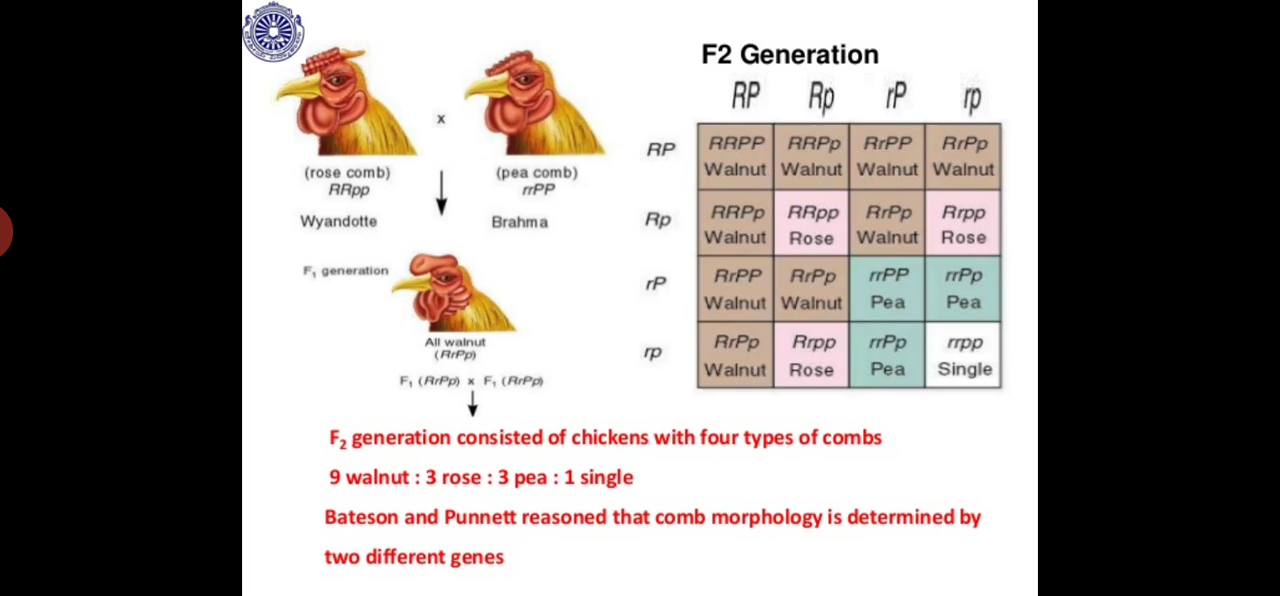 F2 Generation
RP Rp rP rp
x
RP RRPP RRPp RrPP RrPp
Walnut Walnut Walnut Walnut
(rose comb) (pea comb)
RRpp rrPP
Wyandotte Brahma
Rp RRPp RRpp RrPp Rrpp
Walnut Rose Walnut Rose
F₁ generation
rP RrPP RrPp rrPP rrPp
Walnut Walnut Pea Pea
All walnut
(RrPp)
rp RrPp Rrpp rrPp rrpp
Walnut Rose Pea Single
F₁ (RrPp) x F₁ (RrPp)
F₂ generation consisted of chickens with four types of combs
9 walnut : 3 rose : 3 pea : 1 single
Bateson and Punnett reasoned that comb morphology is determined by
two different genes